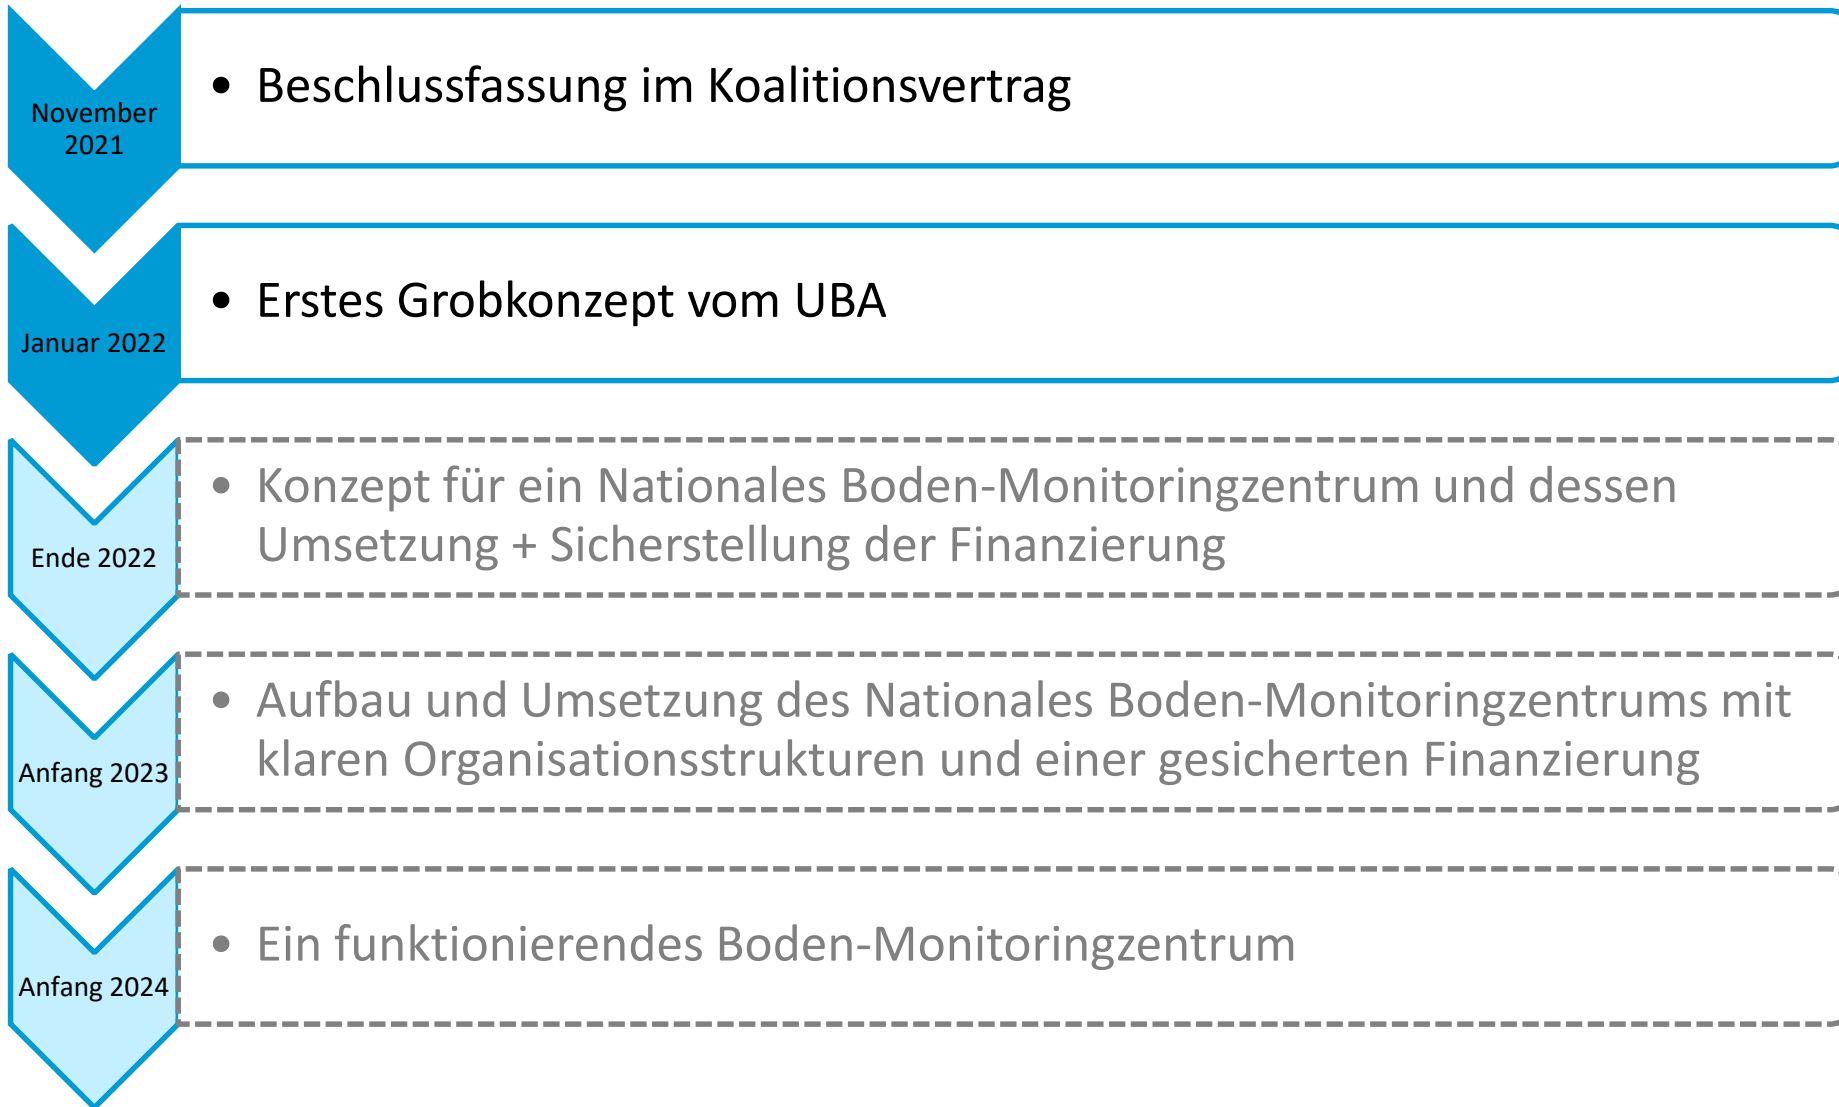 November
2021
• Beschlussfassung im Koalitionsvertrag
Januar 2022
• Erstes Grobkonzept vom UBA
Ende 2022
• Konzept für ein Nationales Boden-Monitoringzentrum und dessen
Umsetzung + Sicherstellung der Finanzierung
Anfang 2023
• Aufbau und Umsetzung des Nationales Boden-Monitoringzentrums mit
klaren Organisationsstrukturen und einer gesicherten Finanzierung
Anfang 2024
• Ein funktionierendes Boden-Monitoringzentrum